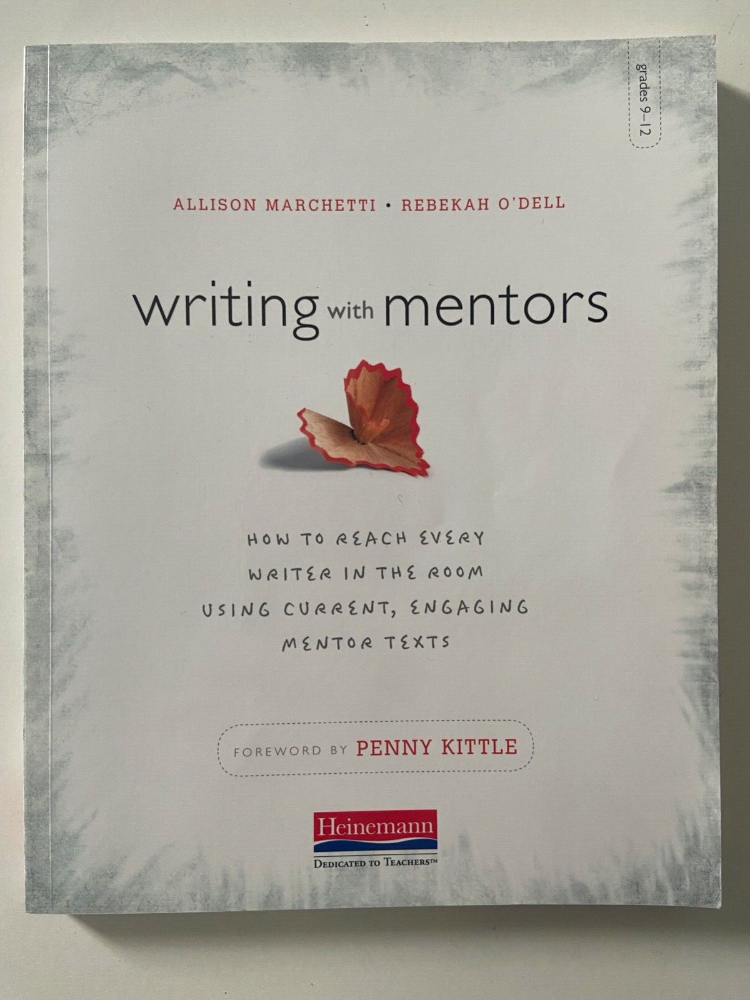 grades 9–12
ALLISON MARCHETTI • REBEKAH O'DELL
writing with mentors
HOW TO REACH EVERY
WRITER IN THE ROOM
USING CURRENT, ENGAGING
MENTOR TEXTS
FOREWORD BY PENNY KITTLE
Heinemann
DEDICATED TO TEACHERS™